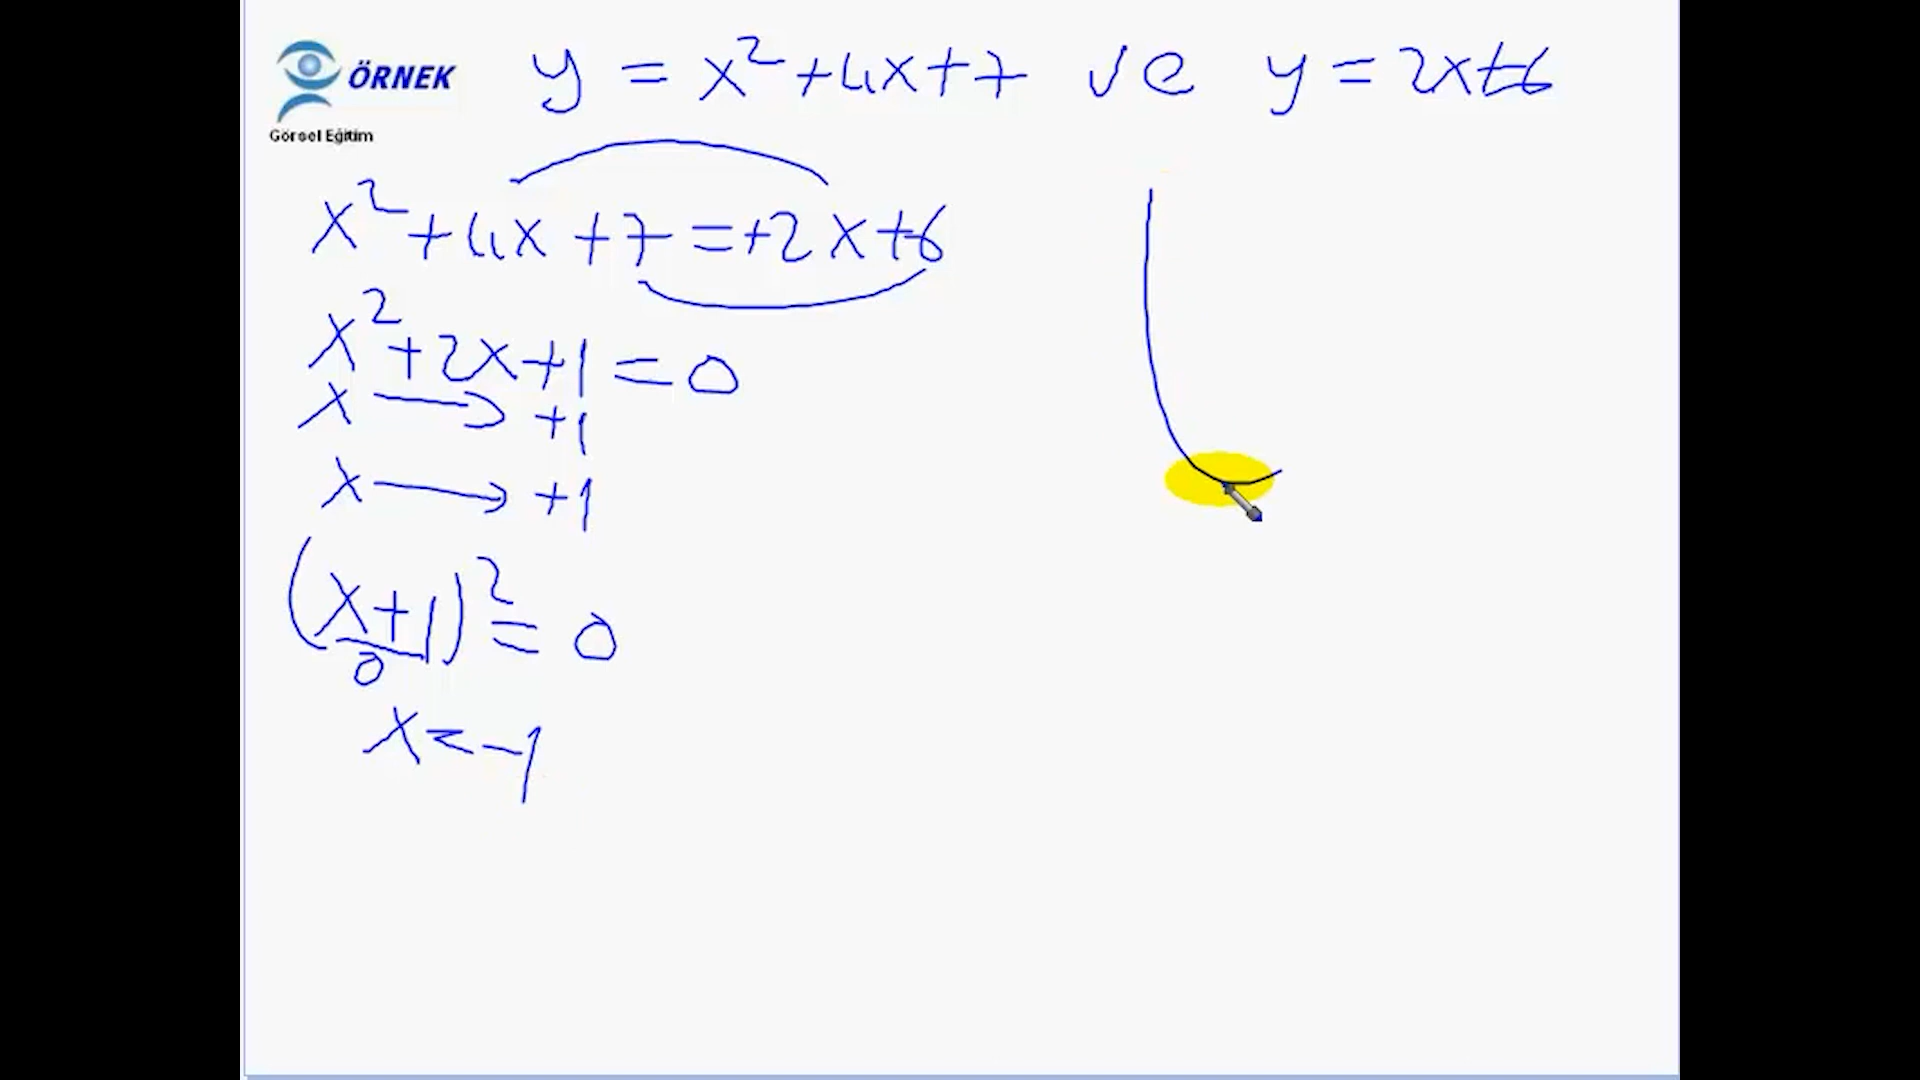 ÖRNEK
Görsel Eğitim
y = x² + 4x + 7 ve y = 2x + 6
x² + 4x + 7 = +2x + 6
x² + 2x + 1 = 0
x → +1
x → +1
(x + 1)² = 0
0
x = -1